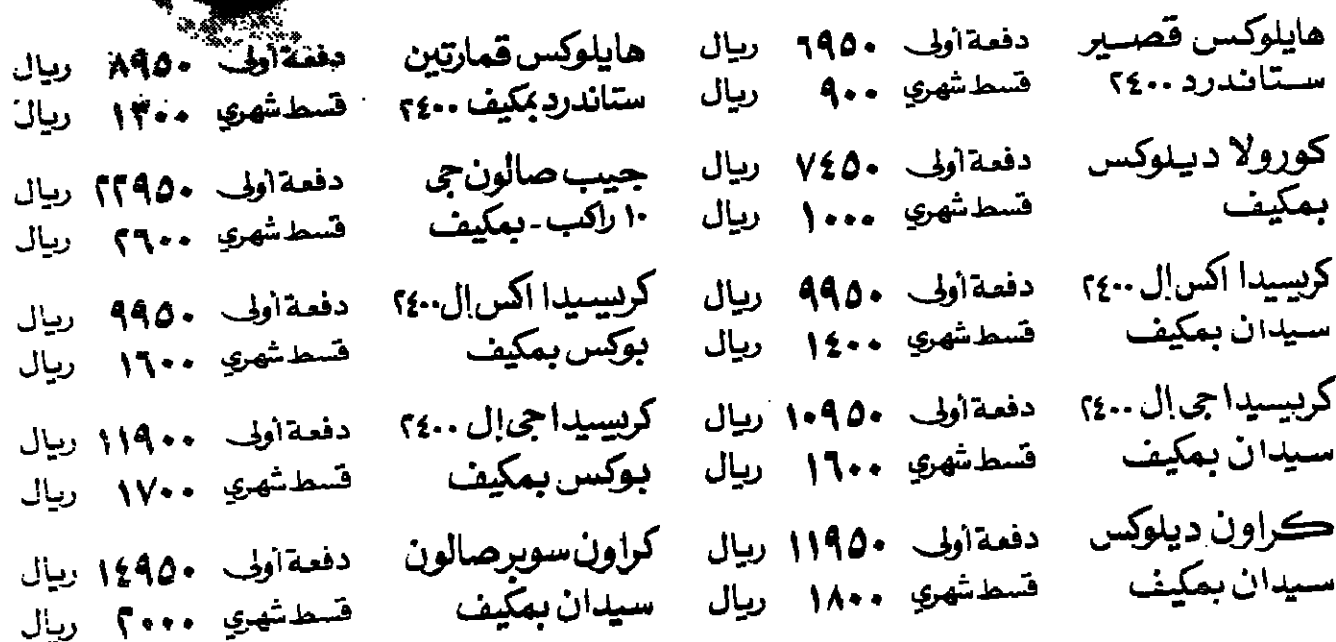 هايلوكس قصير دفعة أولى ٦٩٥٠ ريال
ستاندرد ٢٤٠٠ قسط شهري ٩٠٠ ريال
كورولا ديلوكس دفعة أولى ٧٤٥٠ ريال
بمكيف قسط شهري ١٠٠٠ ريال
كريسيدا اكس إل ٢٤٠٠ دفعة أولى ٩٩٥٠ ريال
سيدان بمكيف قسط شهري ١٤٠٠ ريال
كريسيدا جي إل ٢٤٠٠ دفعة أولى ١٠٩٥٠ ريال
سيدان بمكيف قسط شهري ١٦٠٠ ريال
كراون ديلوكس دفعة أولى ١١٩٥٠ ريال
سيدان بمكيف قسط شهري ١٨٠٠ ريال
هايلوكس قمارتين دفعة أولى ٨٩٥٠ ريال
ستاندرد بمكيف ٢٤٠٠ قسط شهري ١٣٠٠ ريال
جيب صالون جي دفعة أولى ٢٢٩٥٠ ريال
١٠ راكب - بمكيف قسط شهري ٢٦٠٠ ريال
كريسيدا اكس إل ٢٤٠٠ دفعة أولى ٩٩٥٠ ريال
بوكس بمكيف قسط شهري ١٦٠٠ ريال
كريسيدا جي إل ٢٤٠٠ دفعة أولى ١١٩٠٠ ريال
بوكس بمكيف قسط شهري ١٧٠٠ ريال
كراون سوبر صالون دفعة أولى ١٤٩٥٠ ريال
سيدان بمكيف قسط شهري ٢٠٠٠ ريال